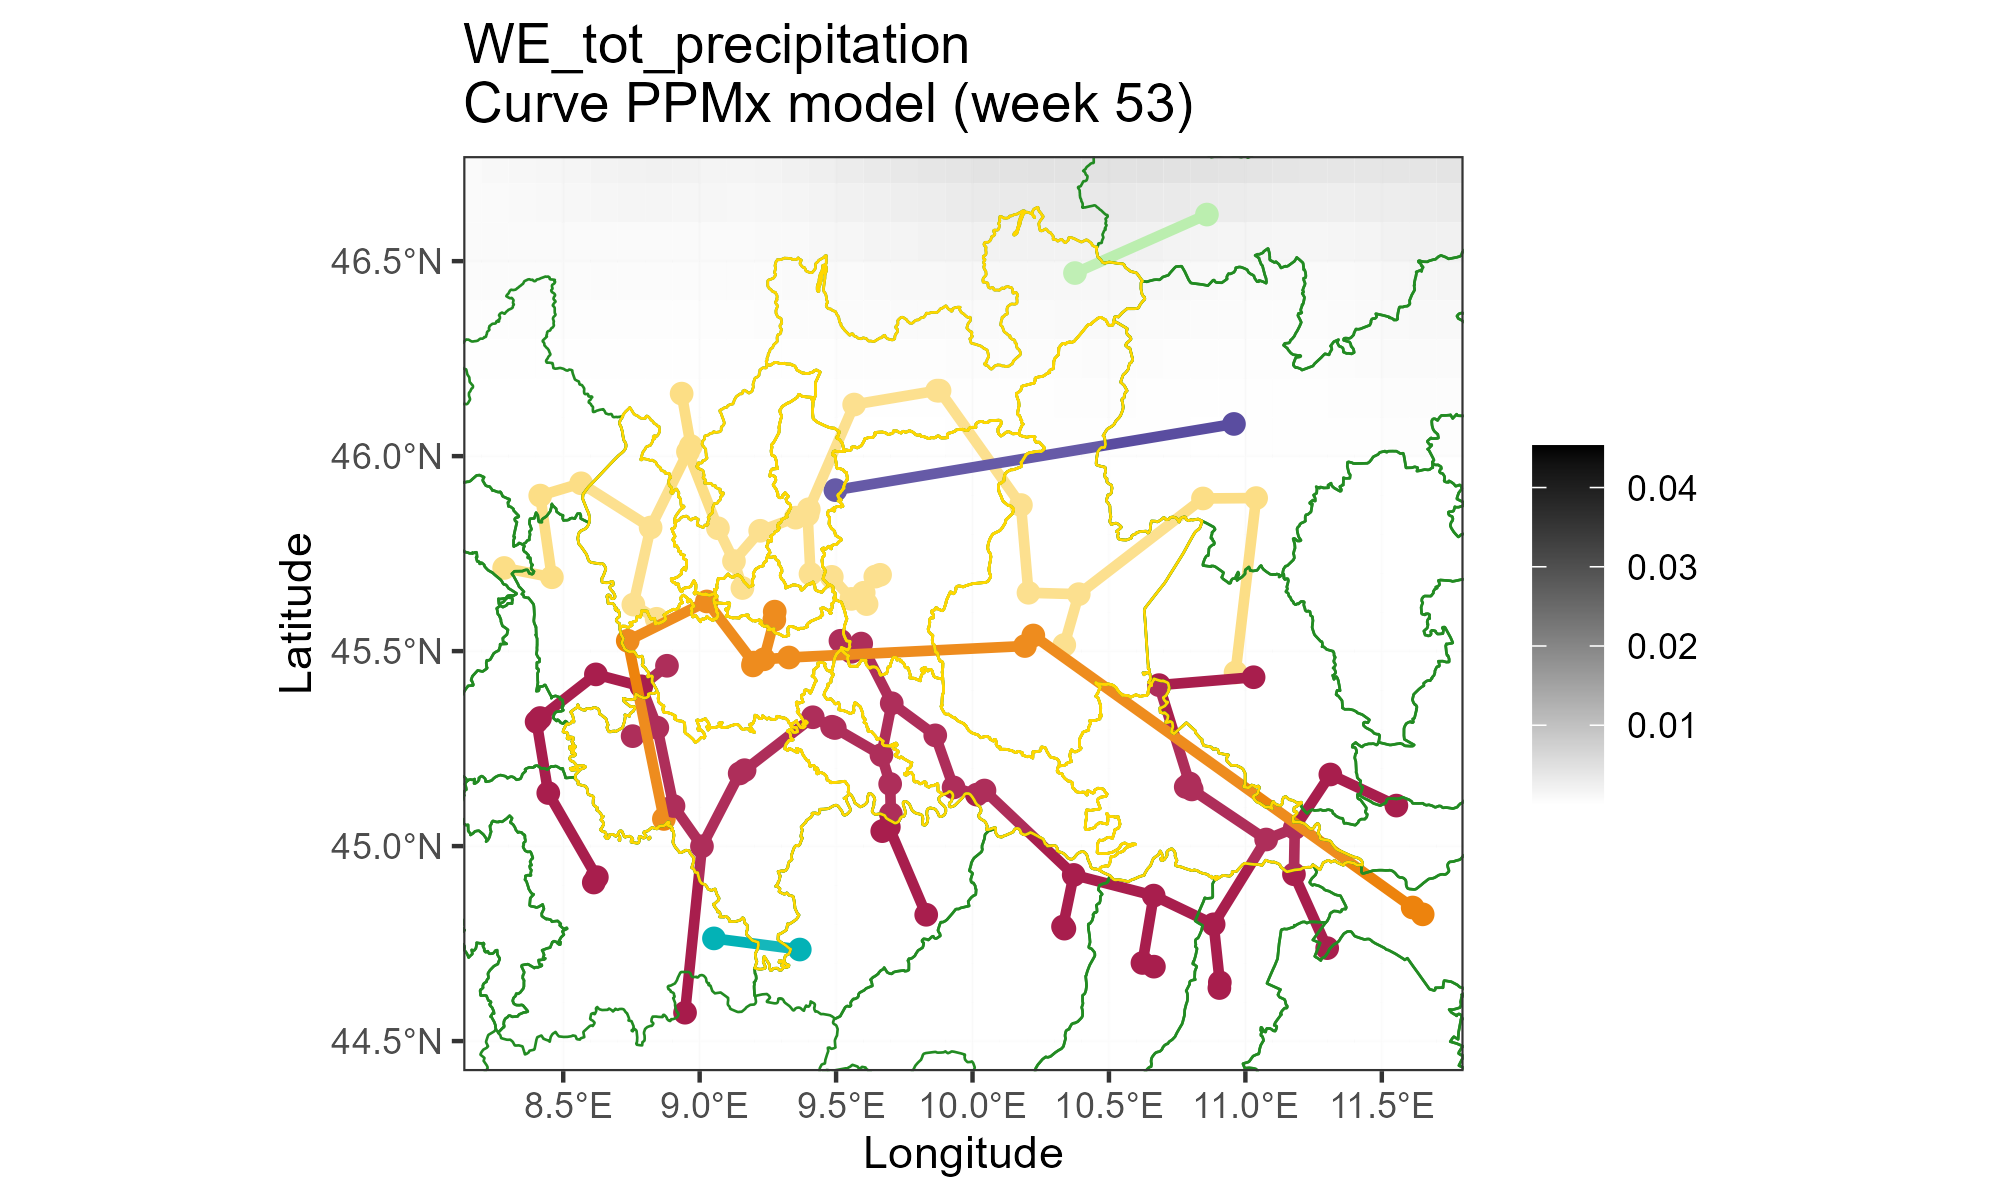 WE_tot_precipitation
Curve PPMx model (week 53)
46.5°N
46.0°N
45.5°N
45.0°N
44.5°N
Latitude
8.5°E 9.0°E 9.5°E 10.0°E 10.5°E 11.0°E 11.5°E
Longitude
0.04
0.03
0.02
0.01